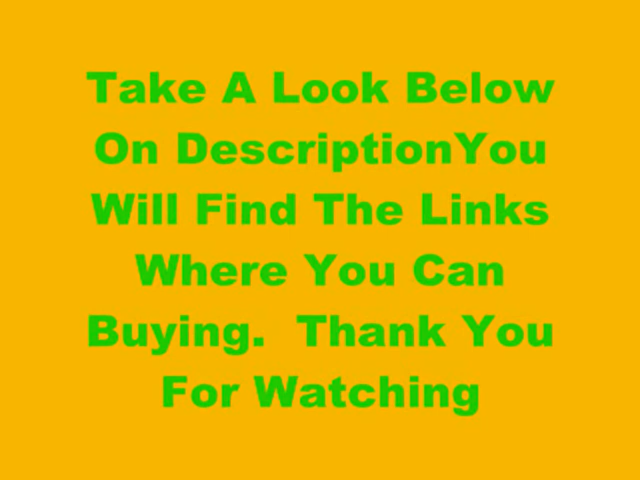 Take A Look Below
On DescriptionYou
Will Find The Links
Where You Can
Buying.  Thank You
For Watching